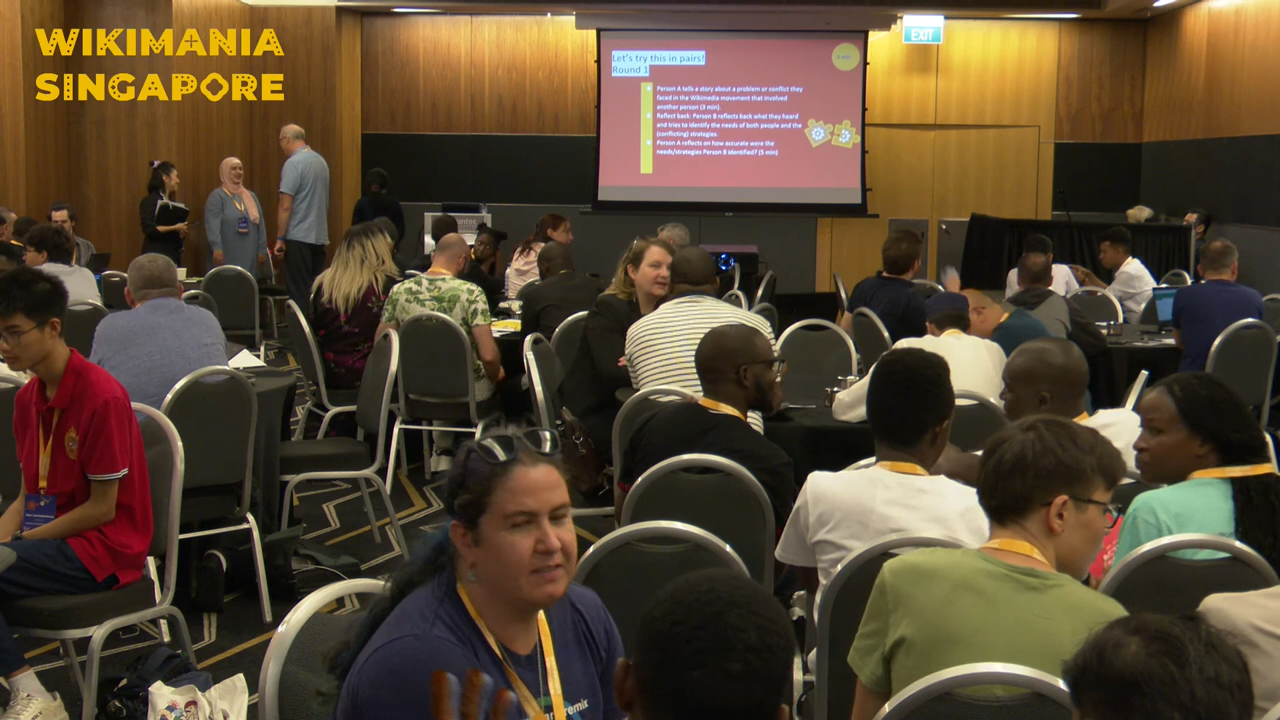 WIKIMANIA
SINGAPORE
EXIT
Let's try this in pairs!
Round 1
Person A tells a story about a problem or conflict they
faced in the Wikimedia movement that involved
another person (3 min).
Reflect back: Person B reflects back what they heard
and tries to identify the needs of both people and the
(conflicting) strategies.
Person A reflects on how accurate were the
needs/strategies Person B identified? (5 min)